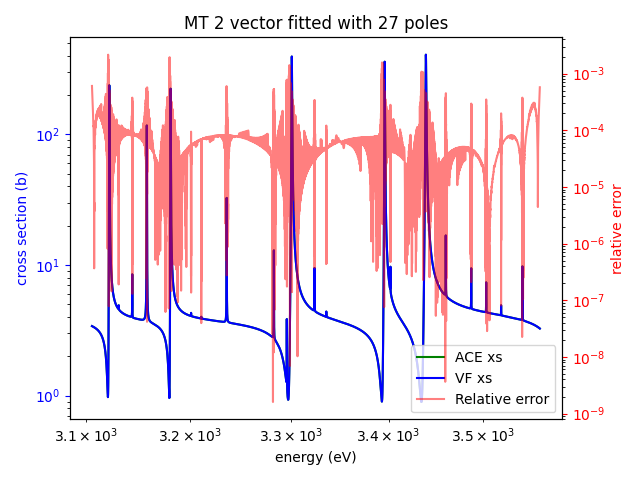 MT 2 vector fitted with 27 poles
cross section (b)
10²
10¹
10⁰
10⁻³
10⁻⁴
10⁻⁵
10⁻⁶
10⁻⁷
10⁻⁸
10⁻⁹
relative error
ACE xs
VF xs
Relative error
3.1 × 10³ 3.2 × 10³ 3.3 × 10³ 3.4 × 10³ 3.5 × 10³
energy (eV)